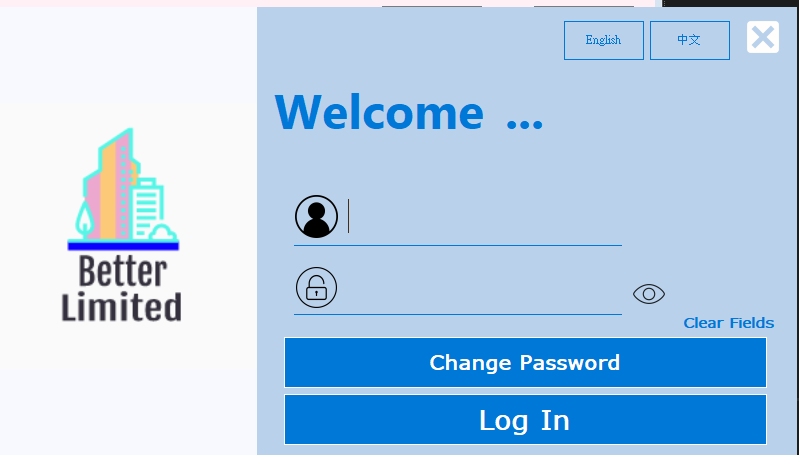 English 中文
Welcome ...
Better
Limited
Clear Fields
Change Password
Log In